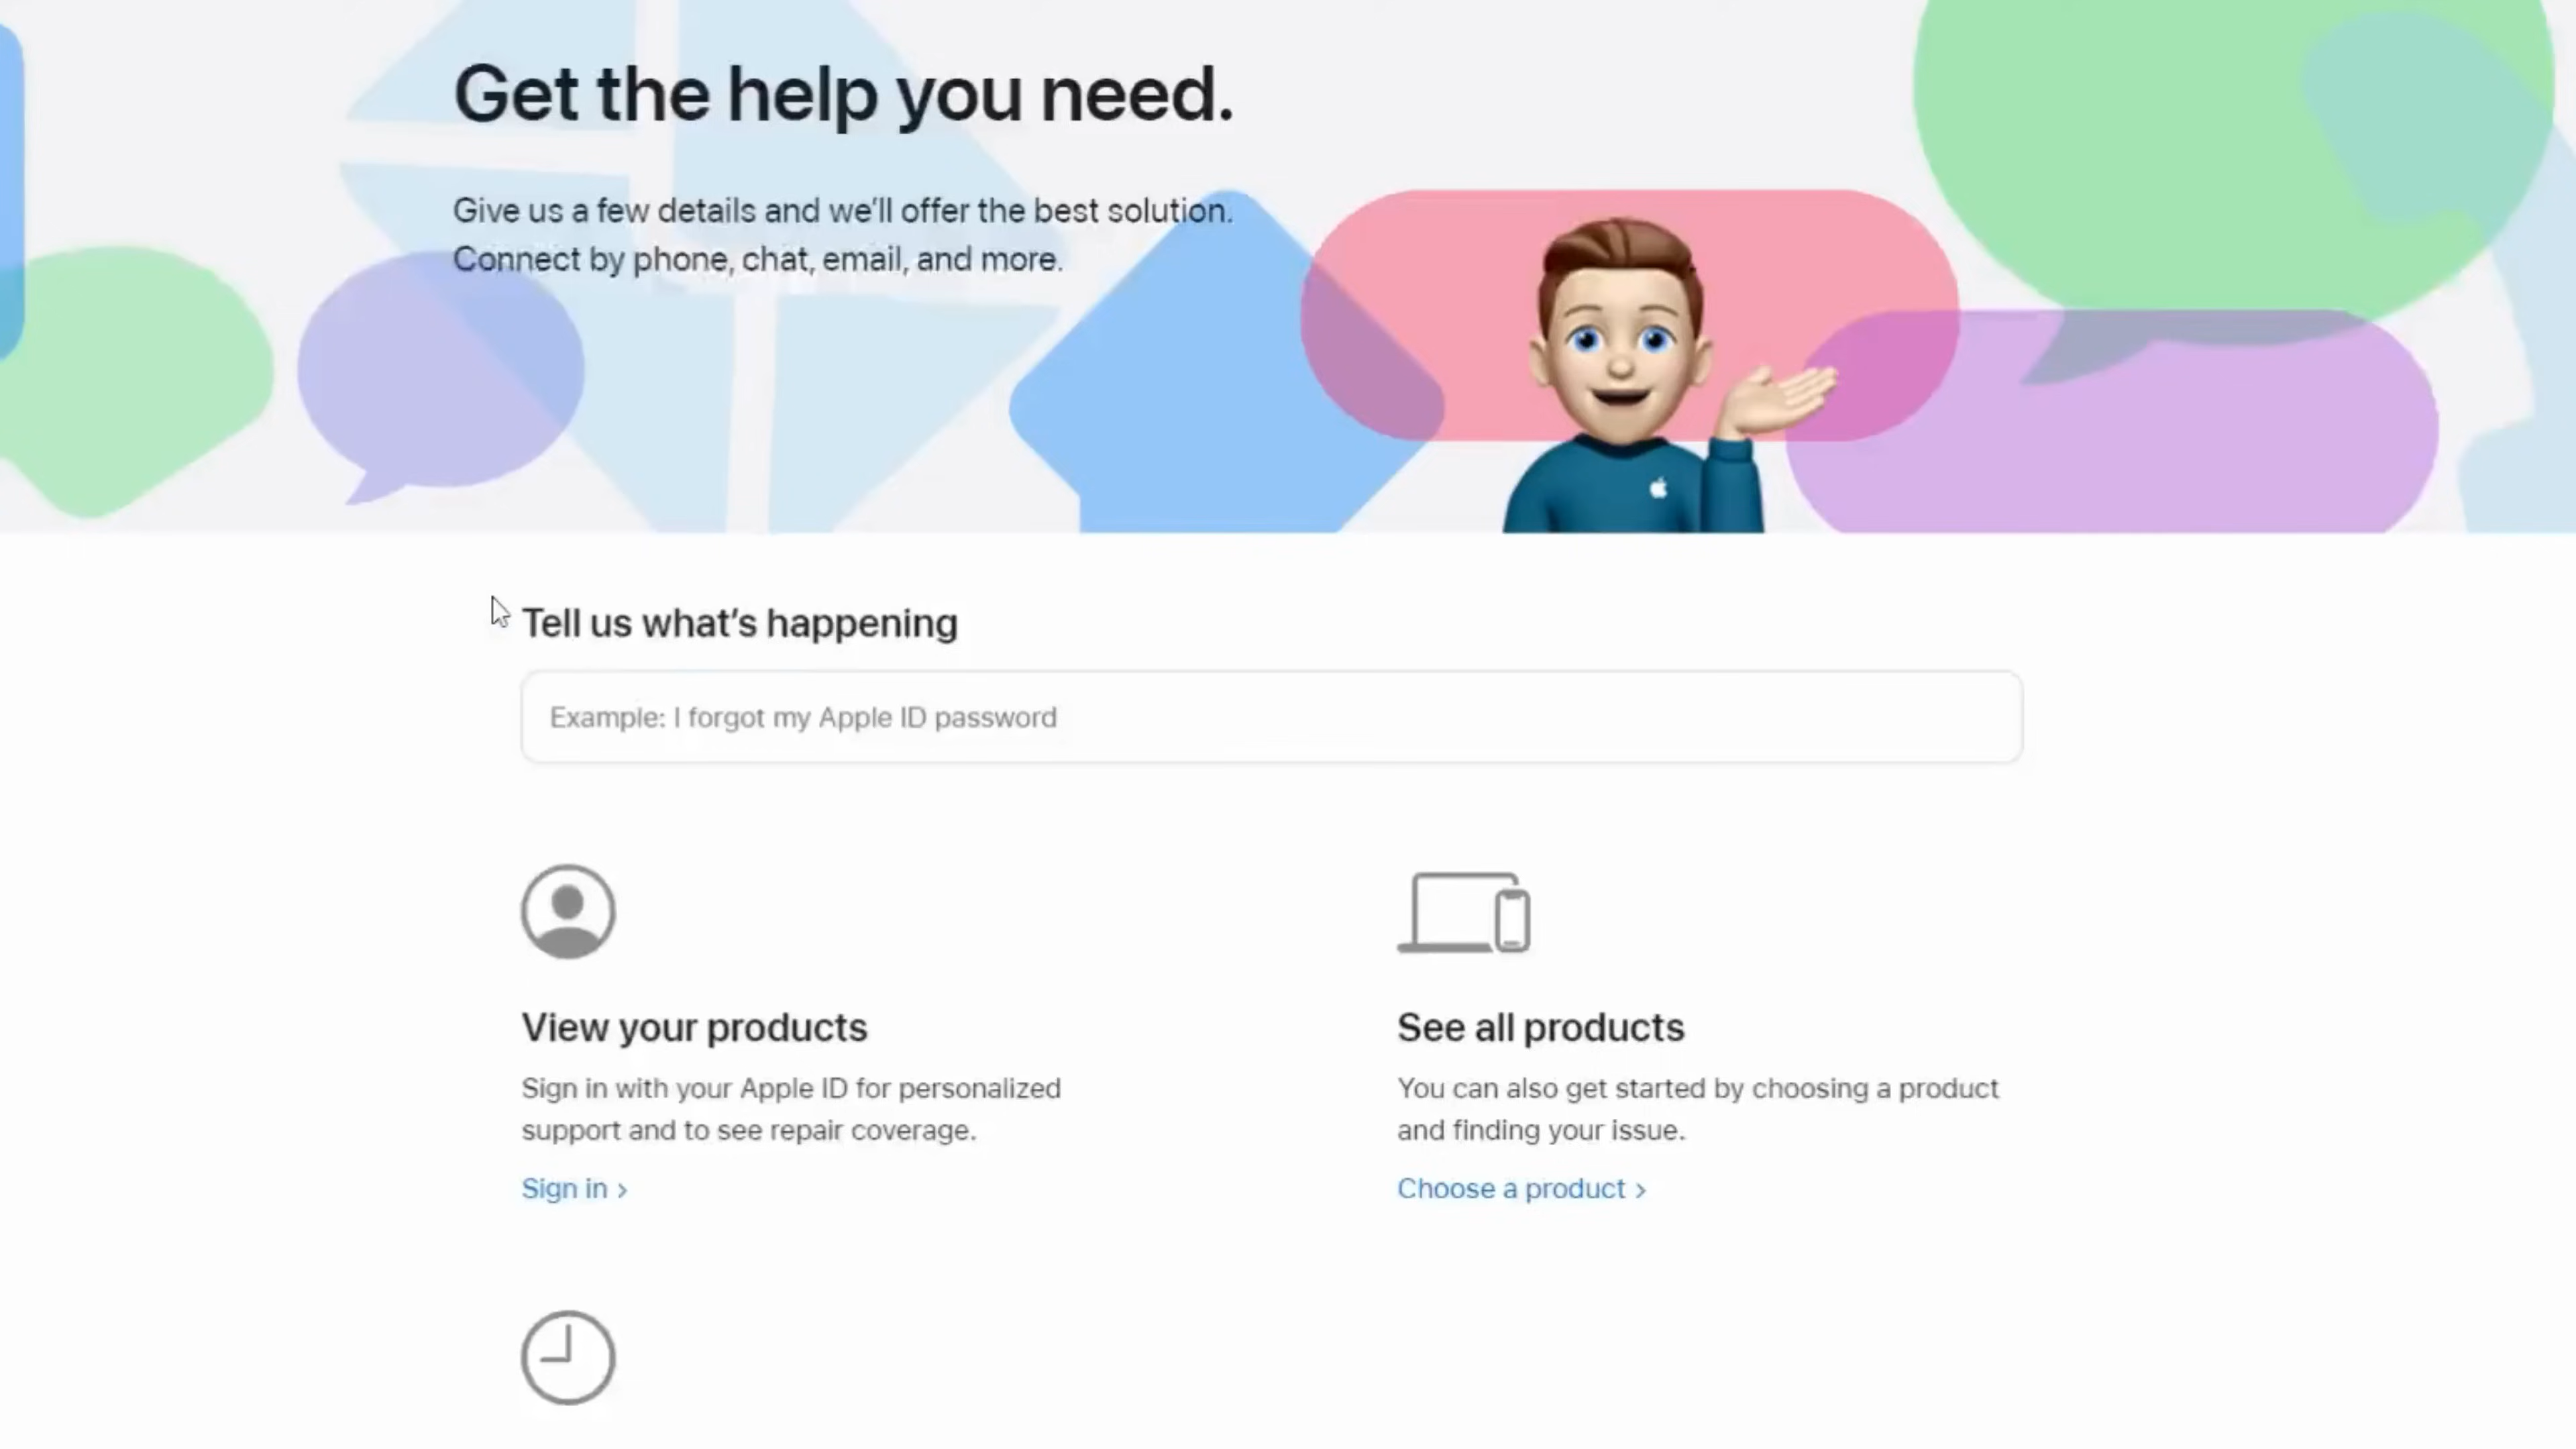 Get the help you need.
Give us a few details and we'll offer the best solution.
Connect by phone, chat, email, and more.
Tell us what's happening
Example: I forgot my Apple ID password
View your products
Sign in with your Apple ID for personalized
support and to see repair coverage.
Sign in >
See all products
You can also get started by choosing a product
and finding your issue.
Choose a product >